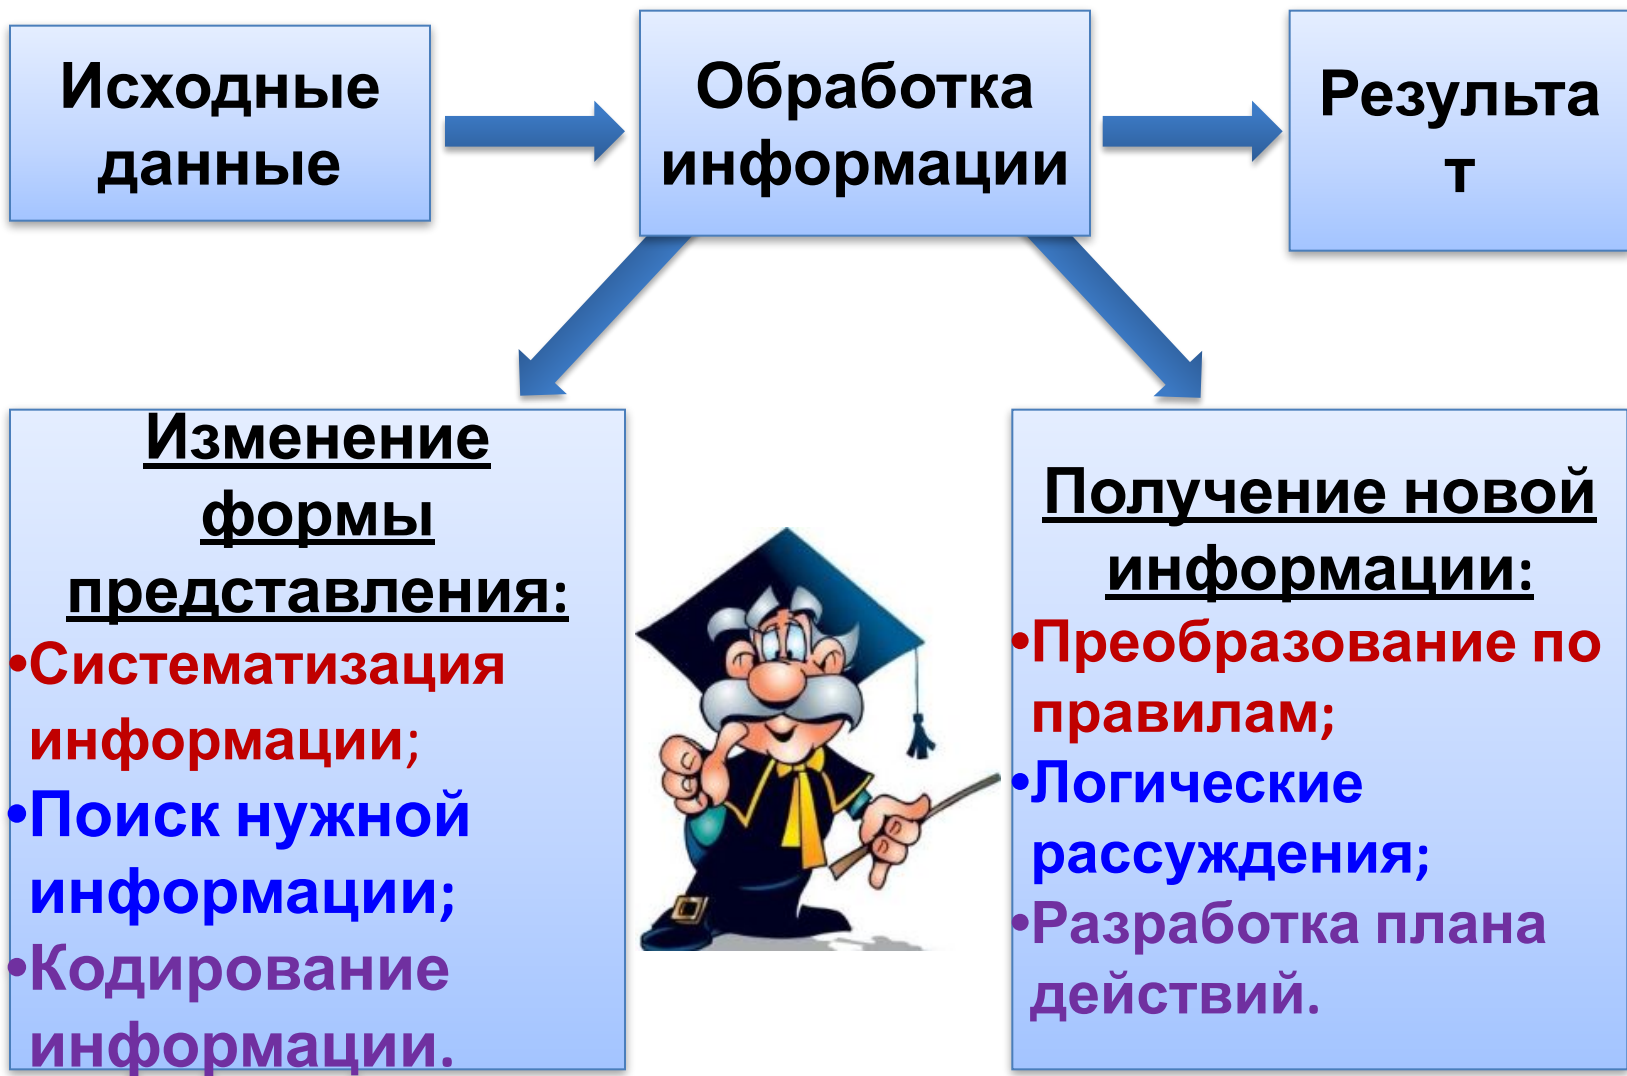 Исходные
данные
Обработка
информации
Результа
т
Изменение
формы
представления:
•Систематизация
информации;
•Поиск нужной
информации;
•Кодирование
информации.
Получение новой
информации:
•Преобразование по
правилам;
•Логические
рассуждения;
•Разработка плана
действий.